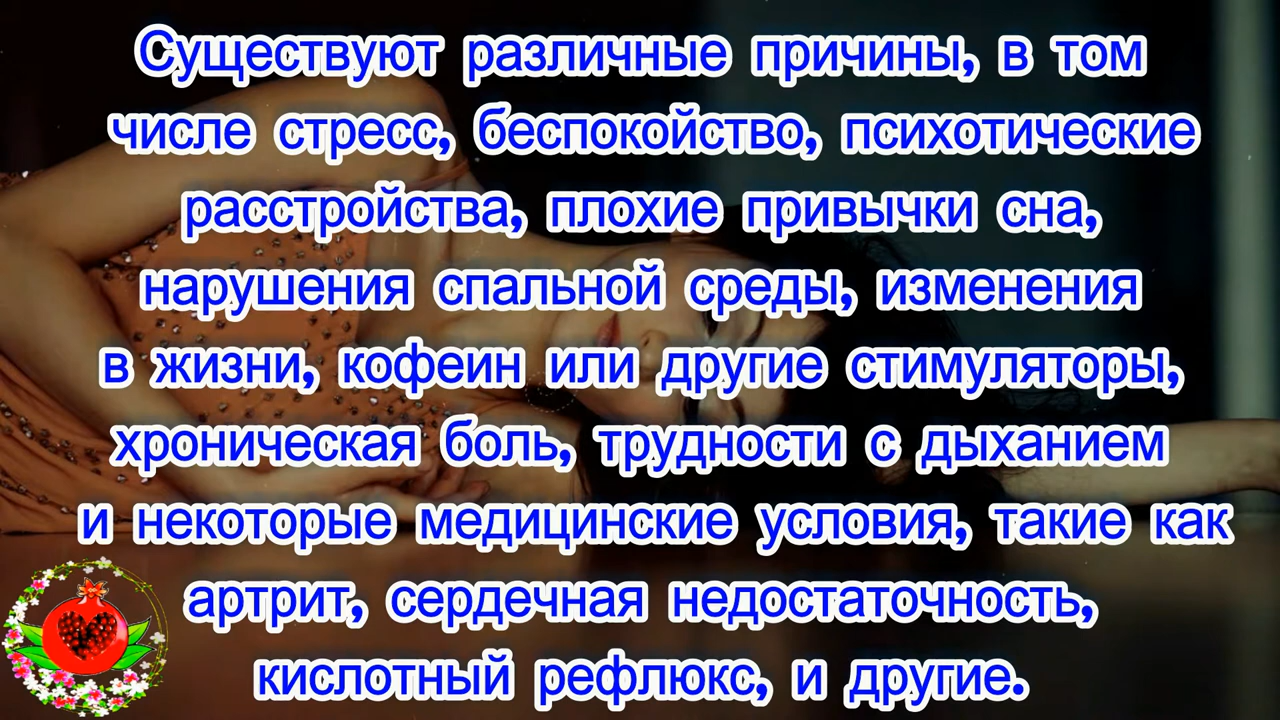 Существуют различные причины, в том
числе стресс, беспокойство, психотические
расстройства, плохие привычки сна,
нарушения спальной среды, изменения
в жизни, кофеин или другие стимуляторы,
хроническая боль, трудности с дыханием
и некоторые медицинские условия, такие как
артрит, сердечная недостаточность,
кислотный рефлюкс, и другие.